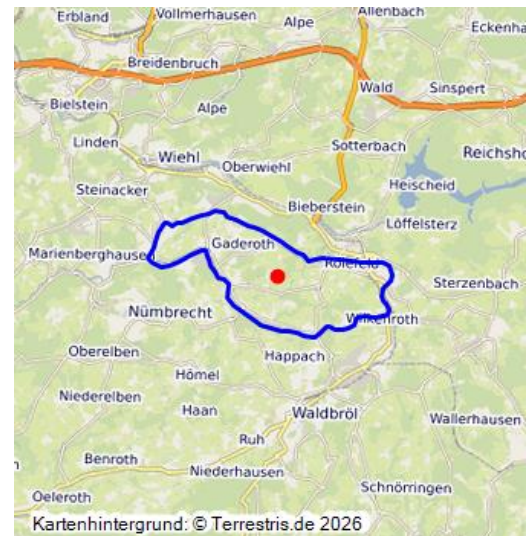 Erbland
Vollmerhausen
Alpe
Allenbach
Eckenha
Breidenbruch
Wald
Sinspert
Bielstein
Alpe
Linden
Wiehl
Oberwiehl
Sotterbach
Reichsho
Heischeid
Steinacker
Bieberstein
Löffelsterz
Gaderoth
Marienberghausen
Rölefeld
Sterzenbach
Nümbrecht
Wilkenroth
Oberelben
Happach
Hömel
Niederelben
Haan
Waldbröl
Wallerhausen
Ruh
Benroth
Niederhausen
Schnörringen
Oeleroth
Kartenhintergrund: © Terrestris.de 2026